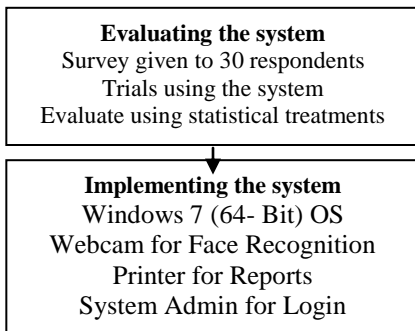 Evaluating the system
Survey given to 30 respondents
Trials using the system
Evaluate using statistical treatments
Implementing the system
Windows 7 (64- Bit) OS
Webcam for Face Recognition
Printer for Reports
System Admin for Login